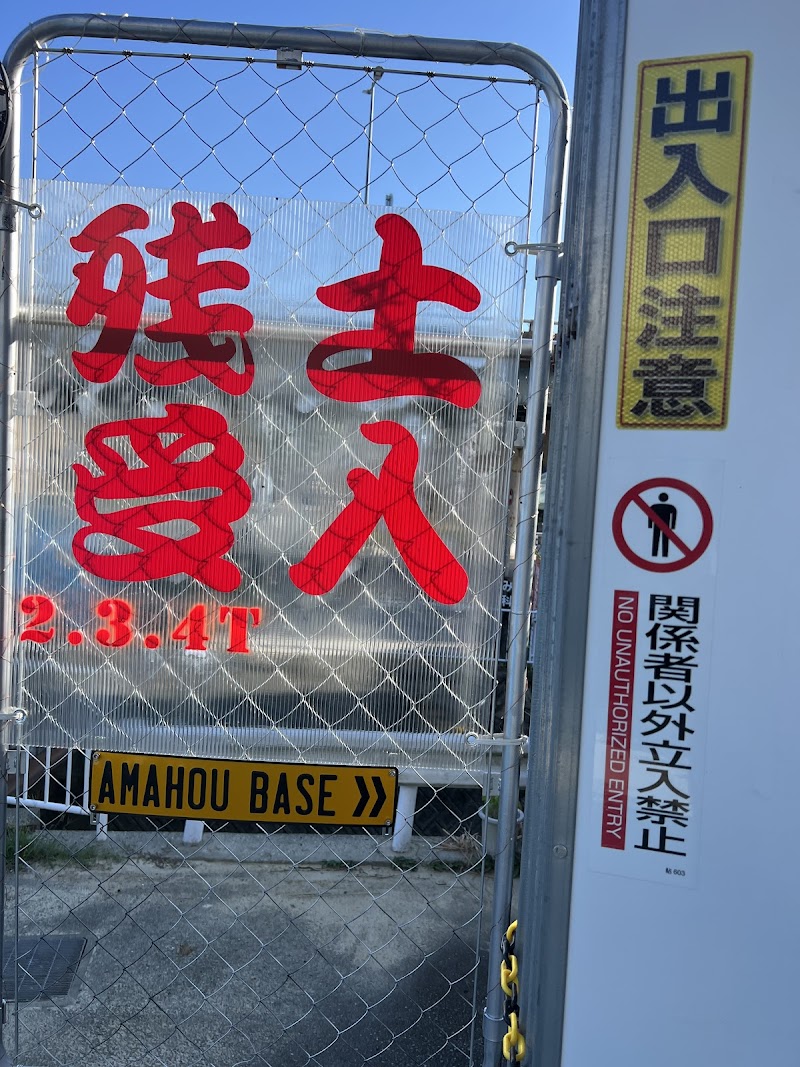 残土
受入
2.3.4T
AMAHOU BASE >>
出入口注意
関係者以外立入禁止
NO UNAUTHORIZED ENTRY